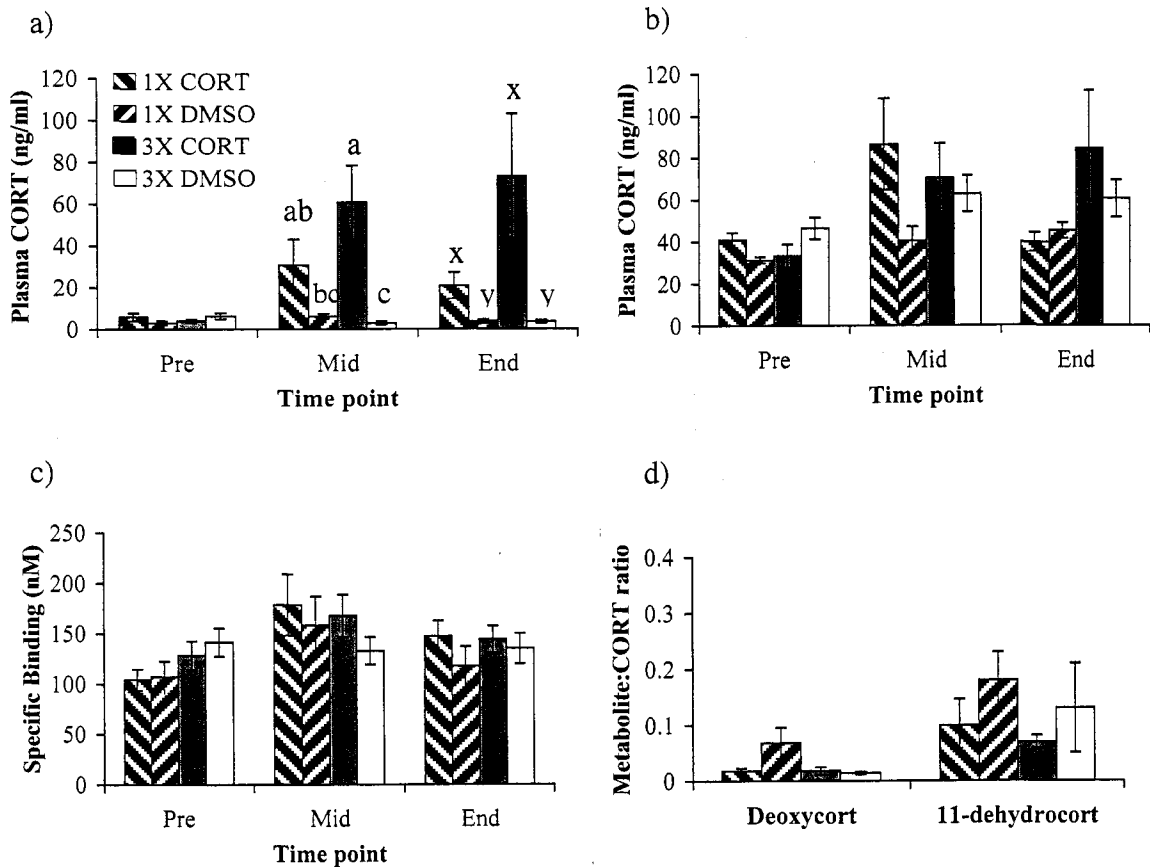 a)
Plasma CORT (ng/ml)
120
100
80
60
40
20
0
1X CORT
1X DMSO
3X CORT
3X DMSO
ab
bc
a
c
x
y
x
y
Pre
Mid
End
Time point
b)
Plasma CORT (ng/ml)
120
100
80
60
40
20
0
Pre
Mid
End
Time point
c)
Specific Binding (nM)
250
200
150
100
50
0
Pre
Mid
End
Time point
d)
Metabolite:CORT ratio
0.4
0.3
0.2
0.1
0
Deoxycort
11-dehydrocort